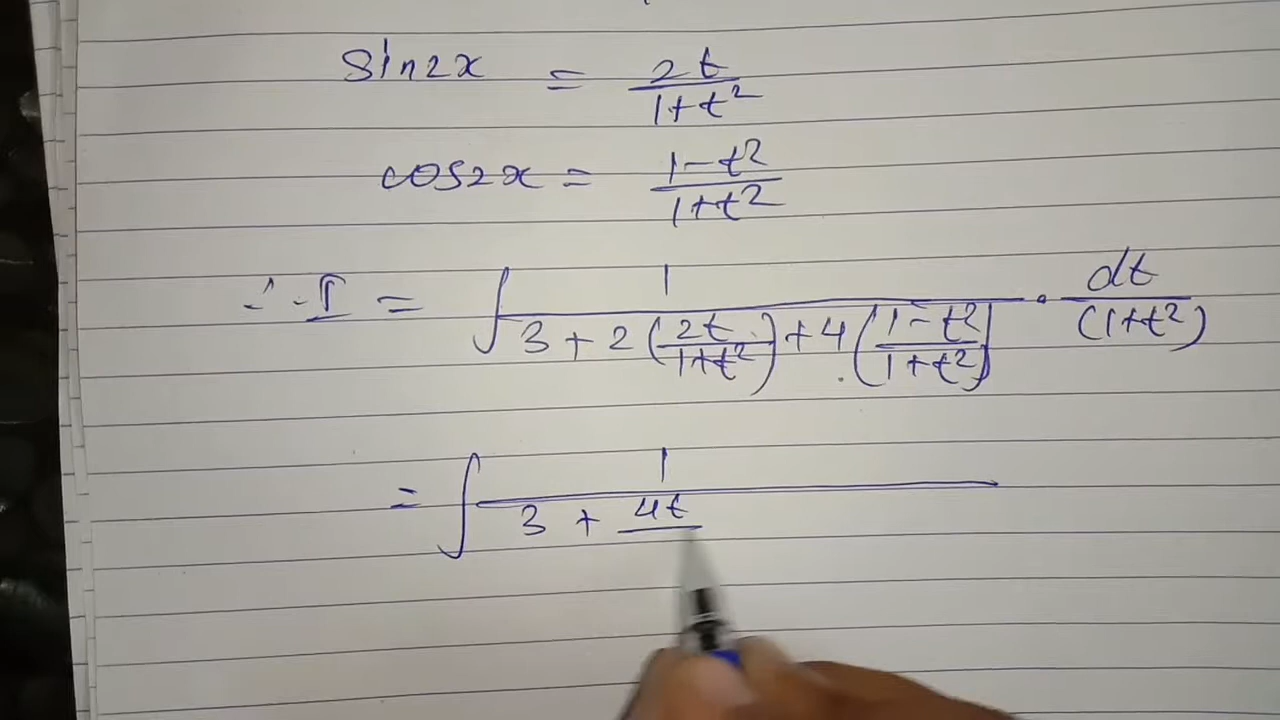 sin2x = 2t/1+t²
cos2x = 1-t²/1+t²
∴ I = ∫ 1/3+2(2t/1+t²)+4(1-t²/1+t²) · dt/(1+t²)
= ∫ 1/3+4t